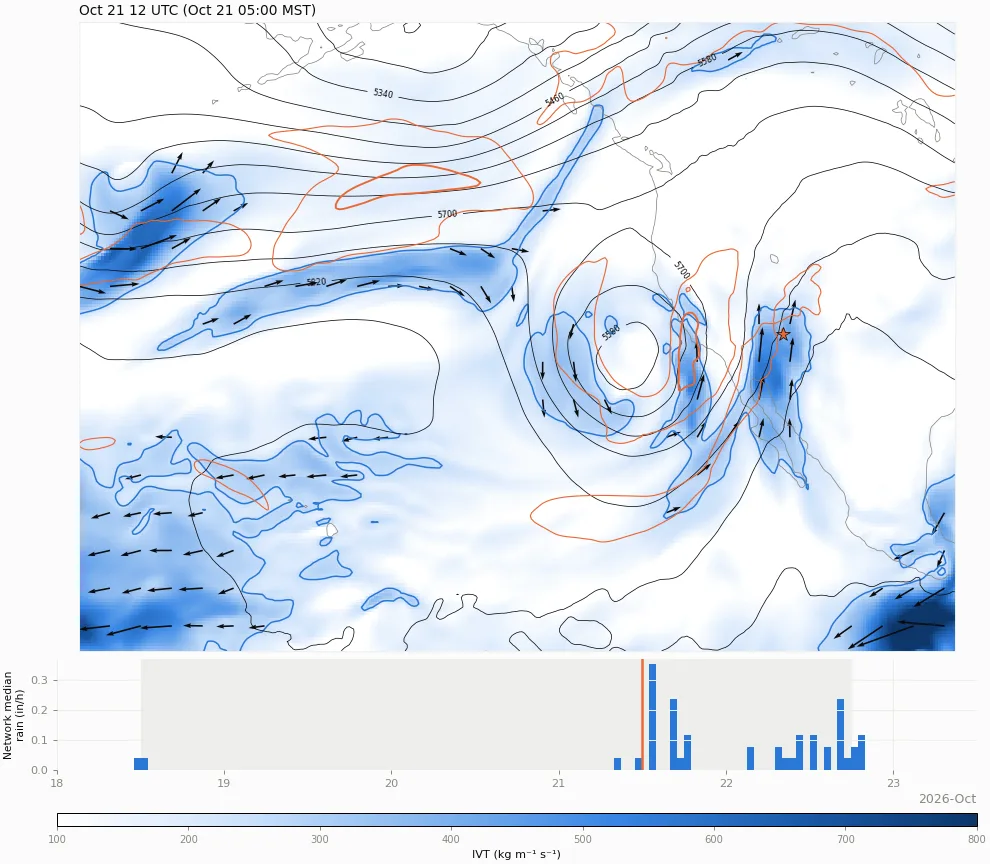 Oct 21 12 UTC (Oct 21 05:00 MST)
5580
5340
5460
5700
5700
5820
5580
Network median
rain (in/h)
0.3
0.2
0.1
0.0
18 19 20 21 22 23
2026-Oct
100 200 300 400 500 600 700 800
IVT (kg m⁻¹ s⁻¹)